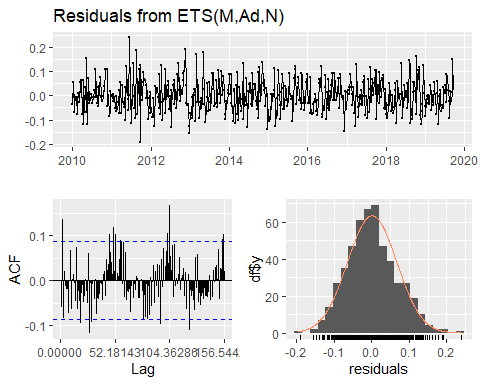 Residuals from ETS(M,Ad,N)
0.2
0.1
0.0
-0.1
-0.2
2010 2012 2014 2016 2018 2020
ACF
0.1
0.0
-0.1
0.00000 52.18143104.36286156.544
Lag
df$y
60
40
20
0
-0.2 -0.1 0.0 0.1 0.2
residuals